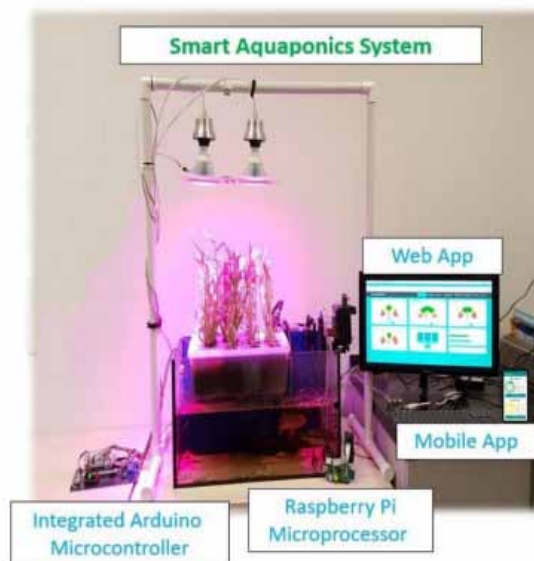 Smart Aquaponics System
Web App
Mobile App
Integrated Arduino
Microcontroller
Raspberry Pi
Microprocessor